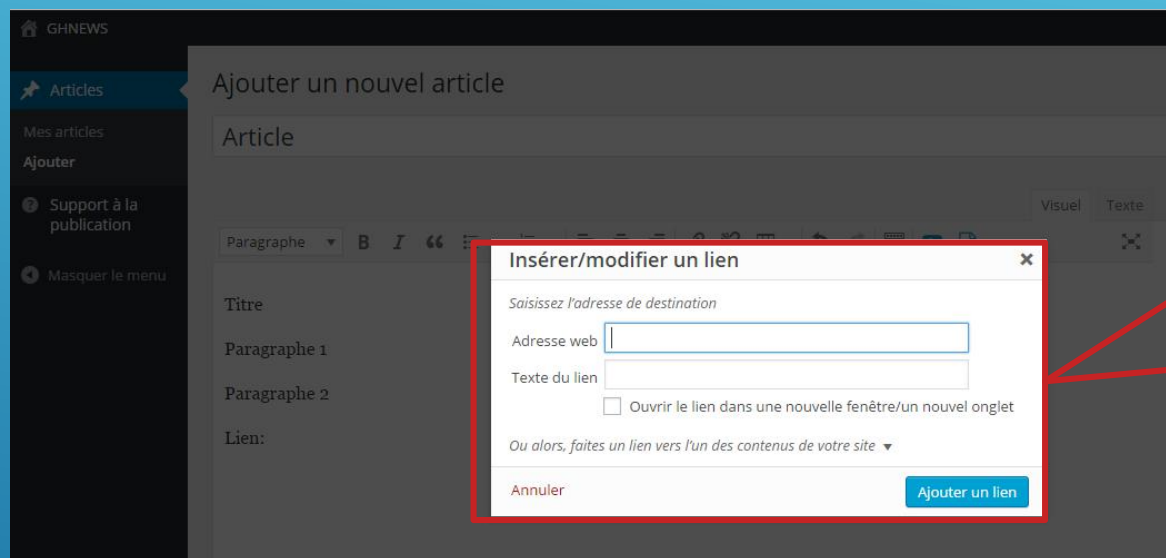 GHNEWS
Articles
Mes articles
Ajouter
Support à la
publication
Masquer le menu
Ajouter un nouvel article
Article
Visuel Texte
Paragraphe B I
Titre
Paragraphe 1
Paragraphe 2
Lien:
Insérer/modifier un lien
Saisissez l'adresse de destination
Adresse web
Texte du lien
Ouvrir le lien dans une nouvelle fenêtre/un nouvel onglet
Ou alors, faites un lien vers l'un des contenus de votre site
Annuler
Ajouter un lien